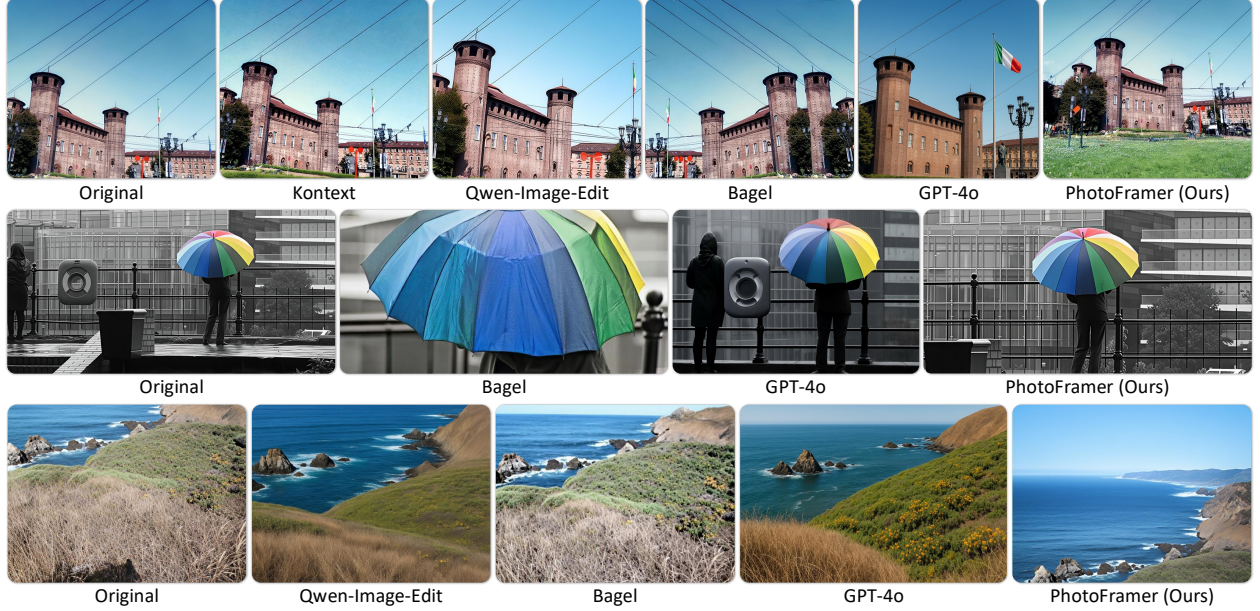 Original
Kontext
Qwen-Image-Edit
Bagel
GPT-4o
PhotoFramer (Ours)
Original
Bagel
GPT-4o
PhotoFramer (Ours)
Original
Qwen-Image-Edit
Bagel
GPT-4o
PhotoFramer (Ours)